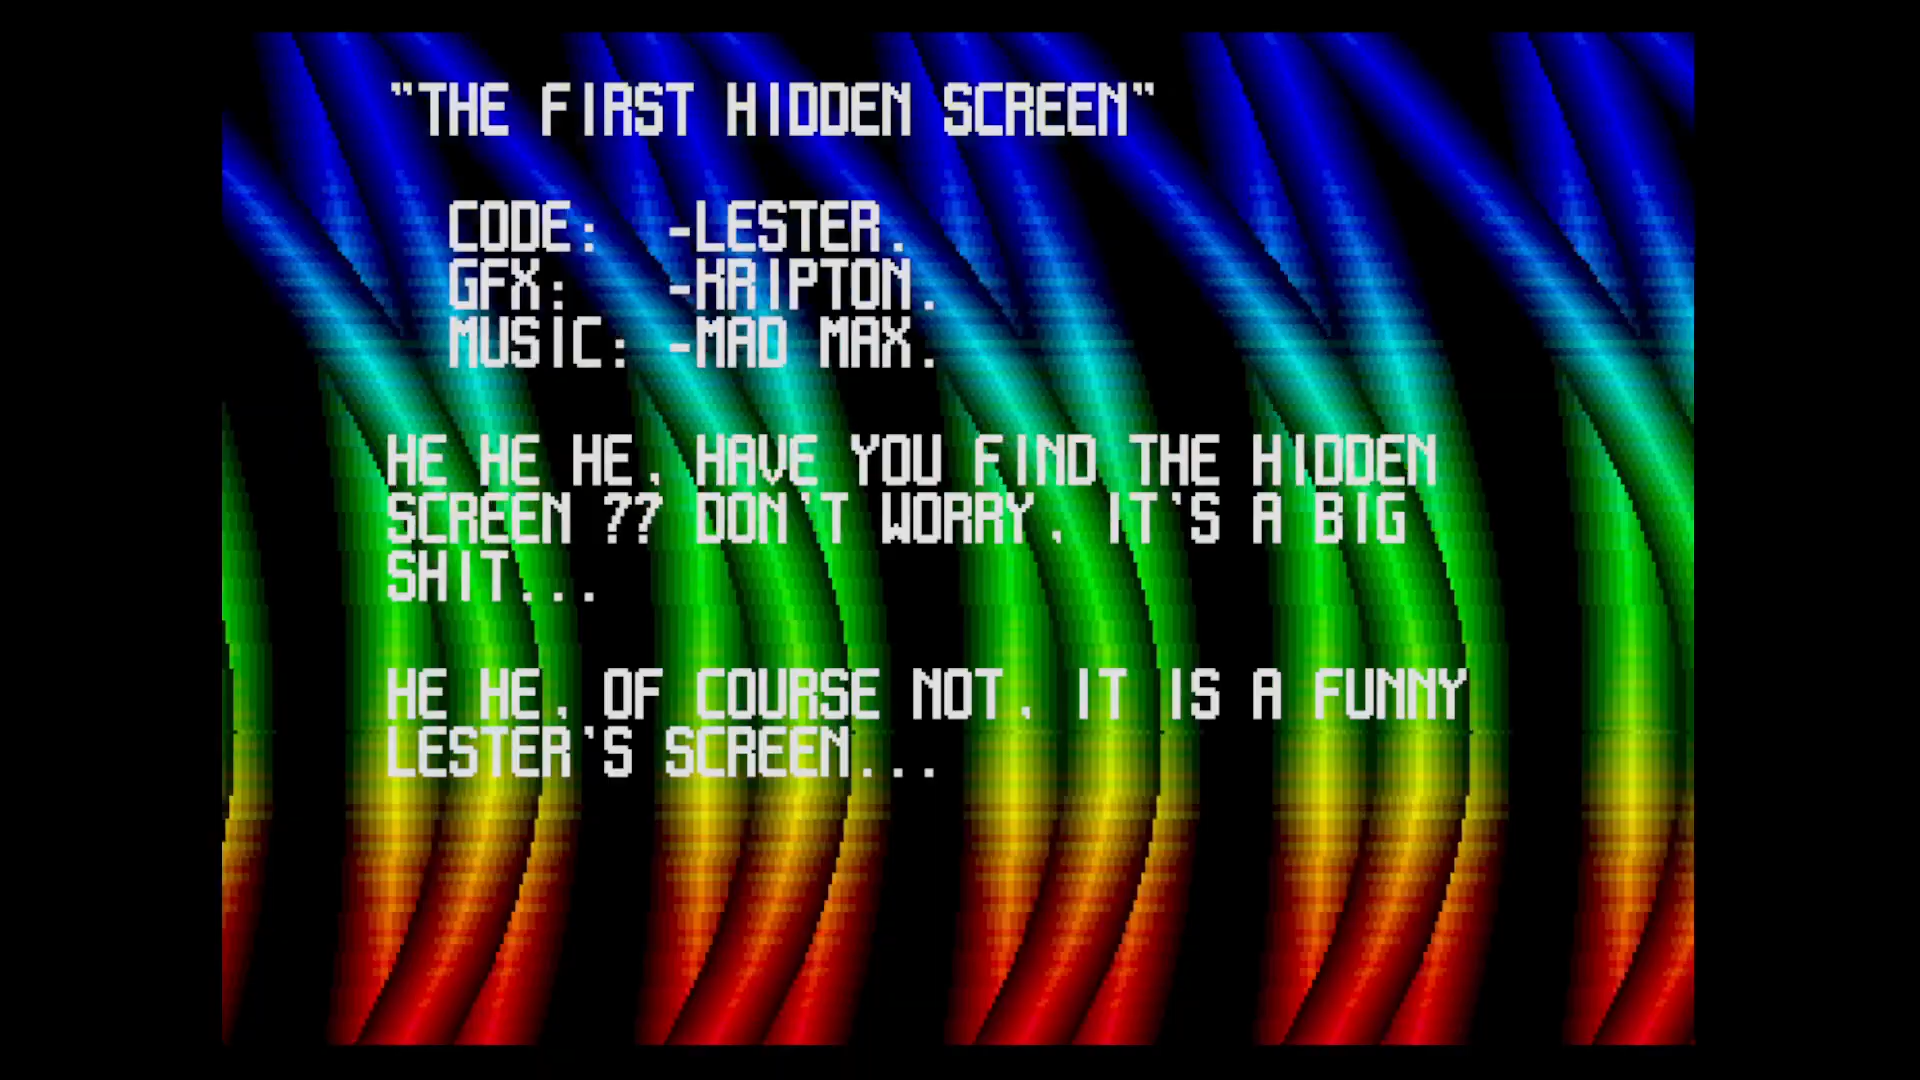 "THE FIRST HIDDEN SCREEN"
CODE: -LESTER.
GFX: -KRIPTON.
MUSIC: -MAD MAX.
HE HE HE, HAVE YOU FIND THE HIDDEN
SCREEN ?? DON'T WORRY, IT'S A BIG
SHIT...
HE HE, OF COURSE NOT, IT IS A FUNNY
LESTER'S SCREEN...